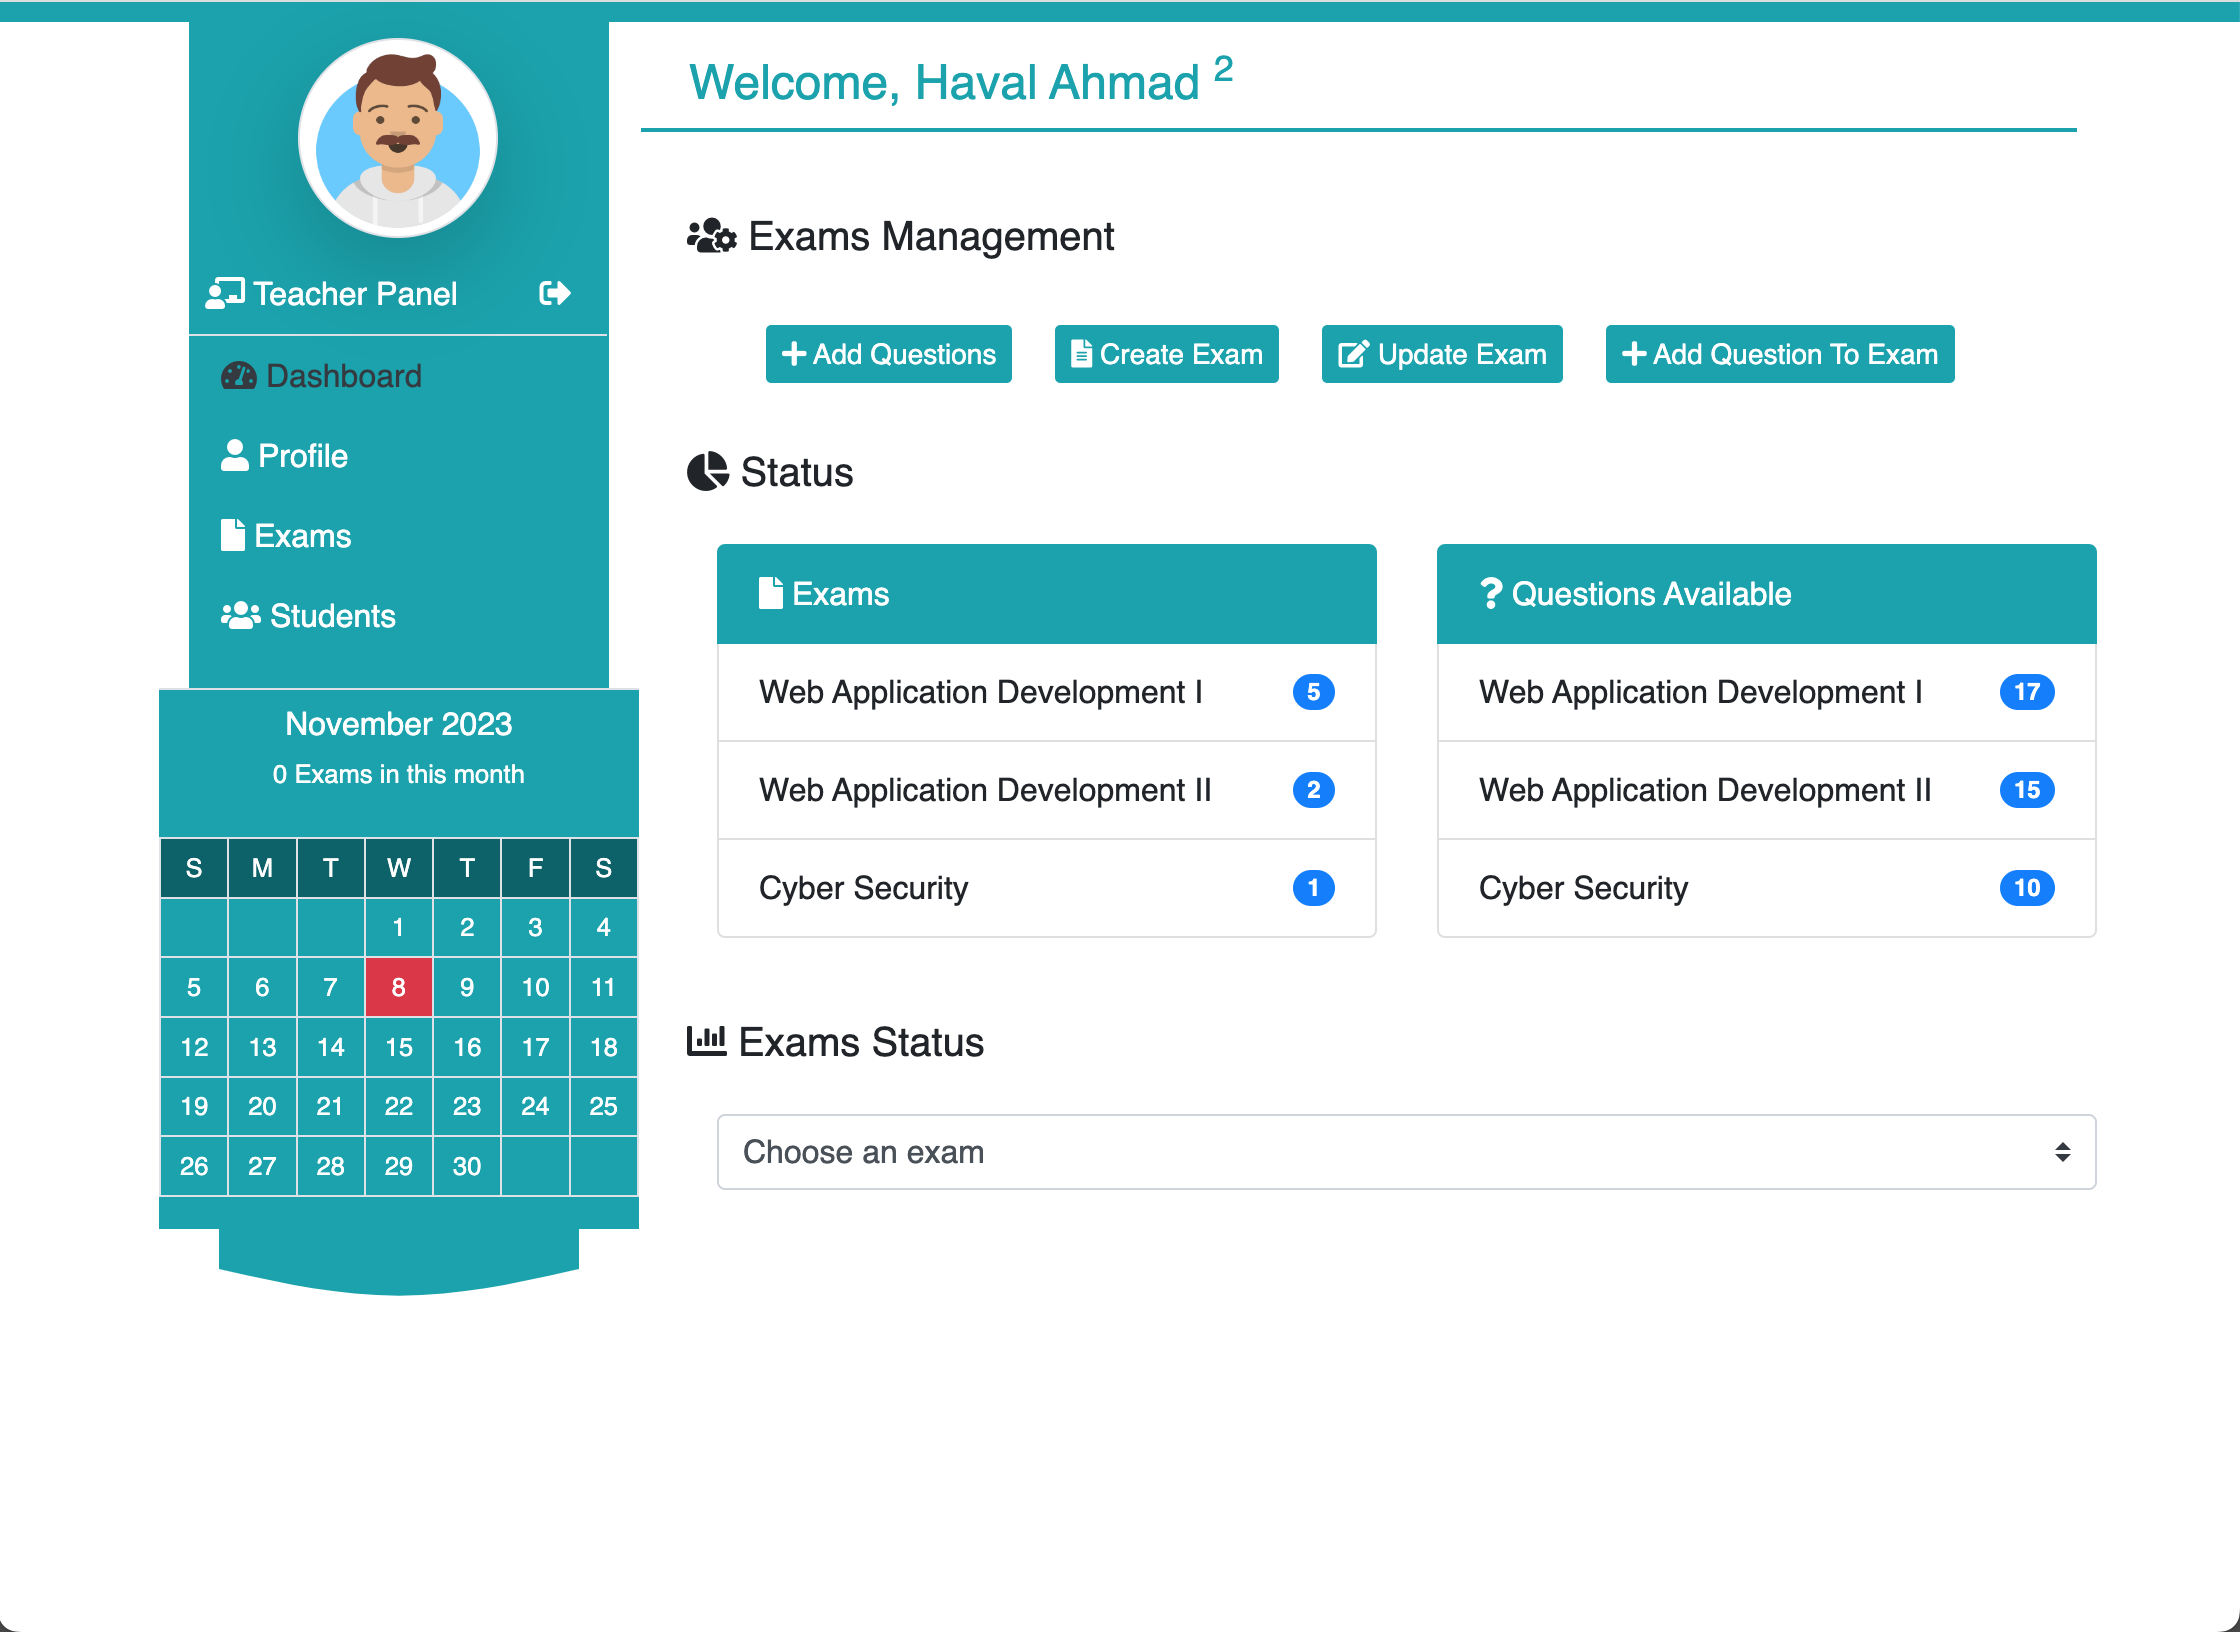 Welcome, Haval Ahmad 2
Teacher Panel
Dashboard
Profile
Exams
Students
November 2023
0 Exams in this month
S M T W T F S
1 2 3 4
5 6 7 8 9 10 11
12 13 14 15 16 17 18
19 20 21 22 23 24 25
26 27 28 29 30
Exams Management
Add Questions
Create Exam
Update Exam
Add Question To Exam
Status
Exams
Web Application Development I 5
Web Application Development II 2
Cyber Security 1
? Questions Available
Web Application Development I 17
Web Application Development II 15
Cyber Security 10
Exams Status
Choose an exam